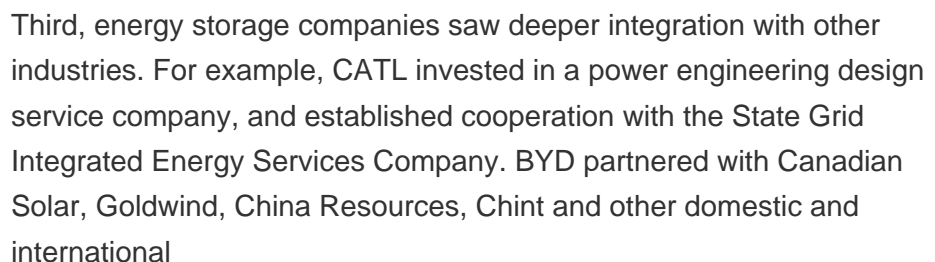 Third, energy storage companies saw deeper integration with other
industries. For example, CATL invested in a power engineering design
service company, and established cooperation with the State Grid
Integrated Energy Services Company. BYD partnered with Canadian
Solar, Goldwind, China Resources, Chint and other domestic and
international